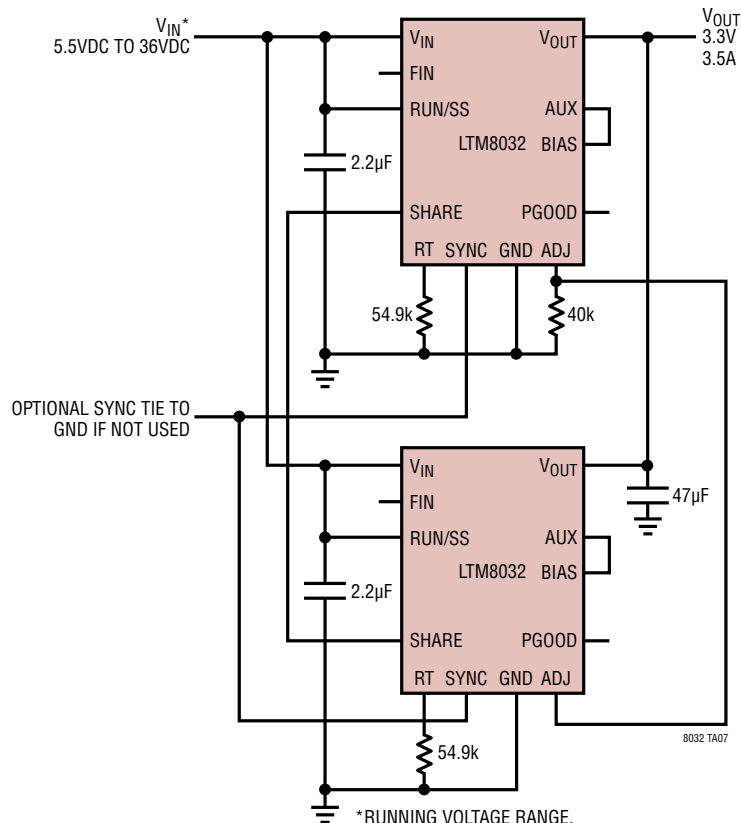 VIN*
5.5VDC TO 36VDC
VIN
VOUT
VOUT
3.3V
3.5A
FIN
RUN/SS
AUX
LTM8032
BIAS
2.2µF
SHARE
PGOOD
RT
SYNC
GND
ADJ
54.9k
40k
OPTIONAL SYNC TIE TO
GND IF NOT USED
VIN
VOUT
47µF
FIN
RUN/SS
AUX
LTM8032
BIAS
2.2µF
SHARE
PGOOD
RT
SYNC
GND
ADJ
8032 TA07
54.9k
*RUNNING VOLTAGE RANGE.